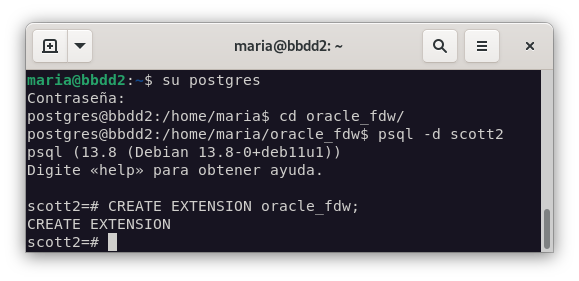 maria@bbdd2: ~
maria@bbdd2:~$ su postgres
Contraseña:
postgres@bbdd2:/home/maria$ cd oracle_fdw/
postgres@bbdd2:/home/maria/oracle_fdw$ psql -d scott2
psql (13.8 (Debian 13.8-0+deb11u1))
Digite «help» para obtener ayuda.
scott2=# CREATE EXTENSION oracle_fdw;
CREATE EXTENSION
scott2=#